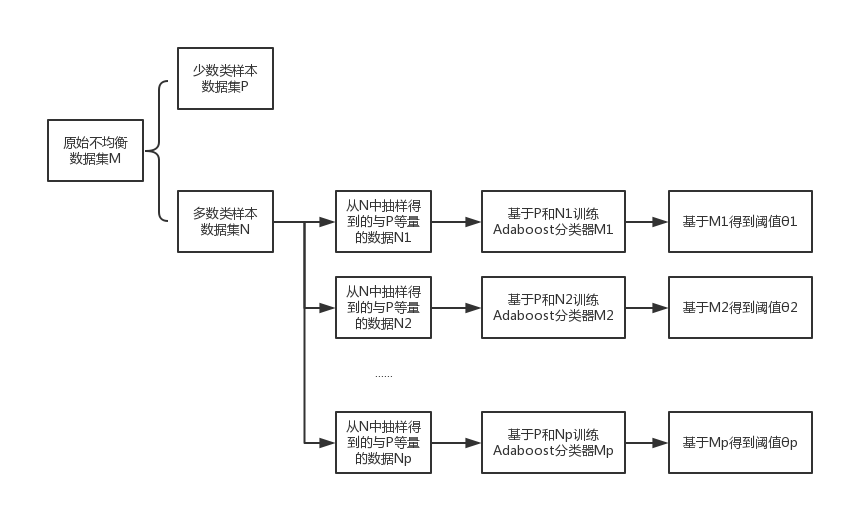 少数类样本
数据集P
原始不均衡
数据集M
多数类样本
数据集N
从N中抽样得
到的与P等量
的数据N1
基于P和N1训练
Adaboost分类器M1
基于M1得到阈值θ1
从N中抽样得
到的与P等量
的数据N2
基于P和N2训练
Adaboost分类器M2
基于M2得到阈值θ2
......
从N中抽样得
到的与P等量
的数据Np
基于P和Np训练
Adaboost分类器Mp
基于Mp得到阈值θp